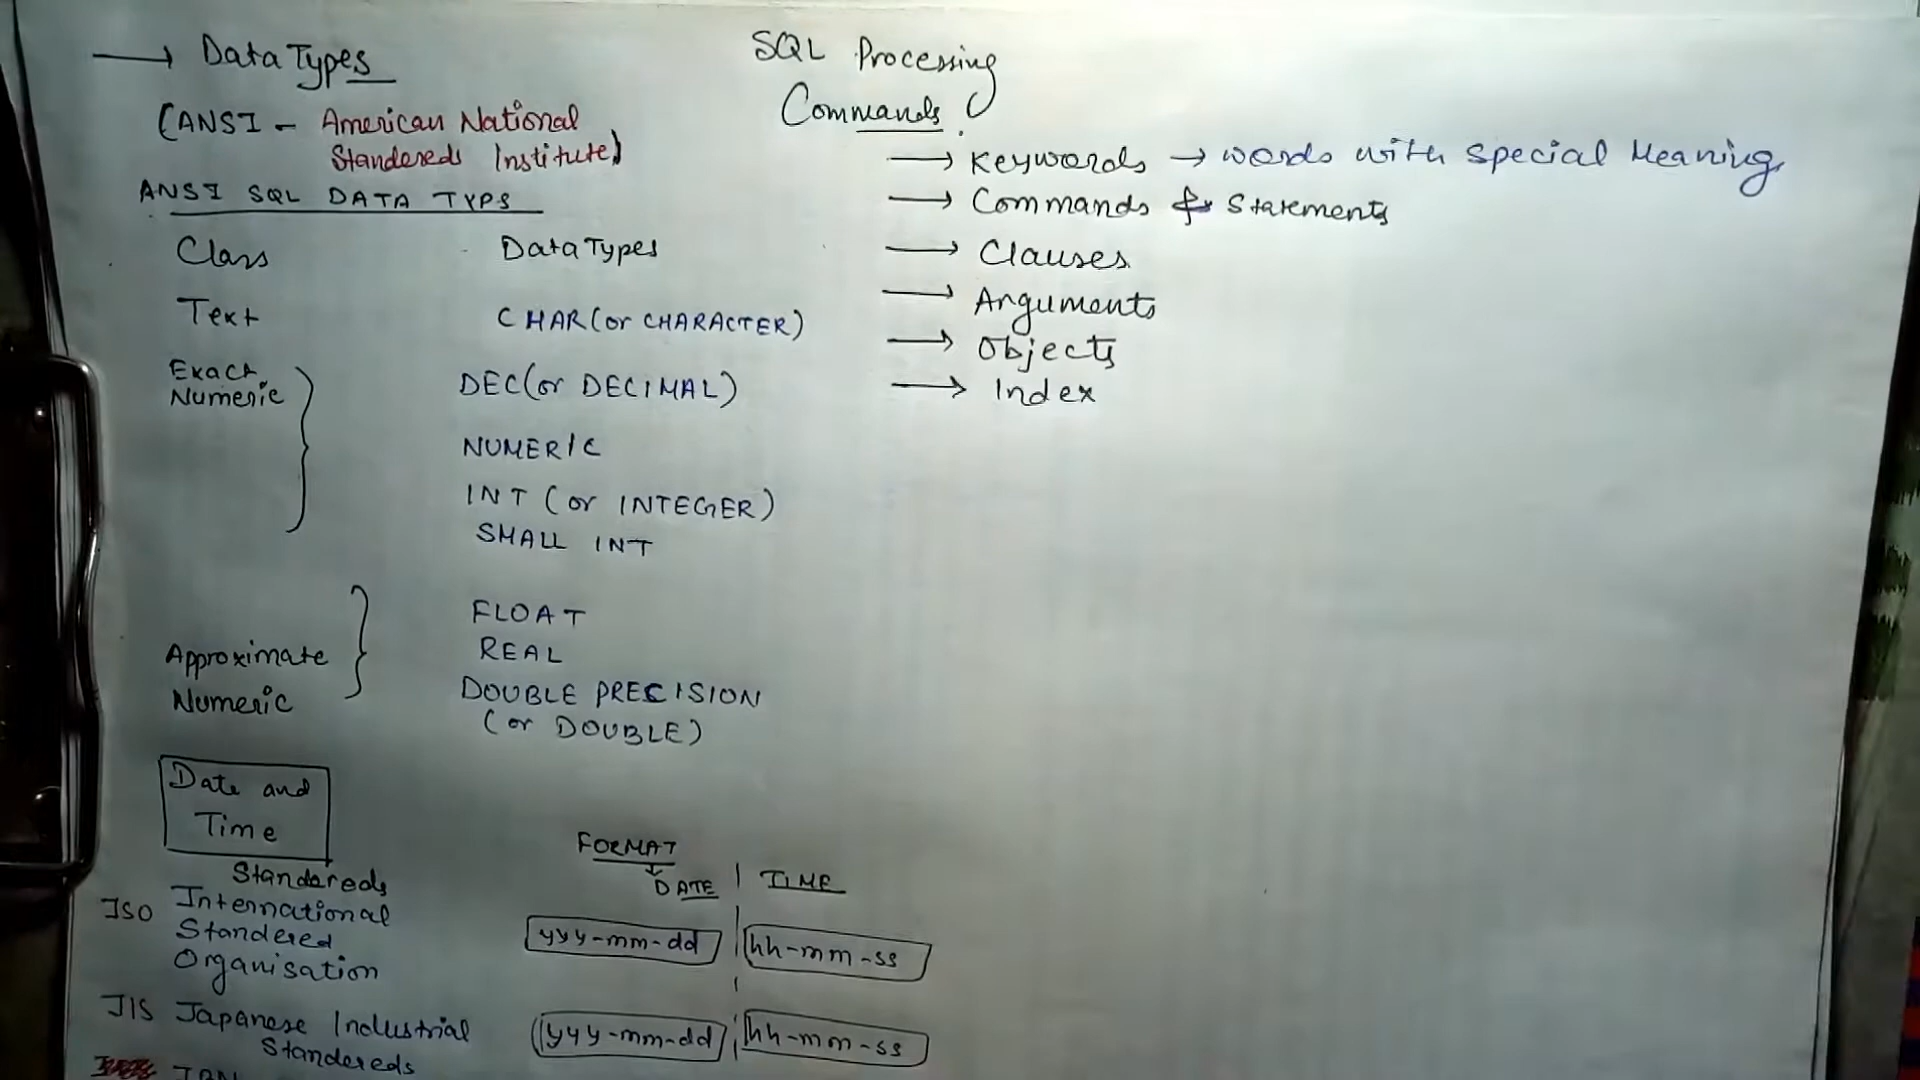 → Data Types
(ANSI - American National
Standereds Institute)
ANSI SQL DATA TYPS
Class DataTypes
Text CHAR (or CHARACTER)
Exact
Numeric DEC (or DECIMAL)
NUMERIC
INT (or INTEGER)
SMALL INT
FLOAT
REAL
Approximate
Numeric DOUBLE PRECISION
(or DOUBLE)
Date and
Time
Standereds
FORMAT
DATE | TIME
ISO International
Standered
Organisation
yyy-mm-dd hh-mm-ss
JIS Japanese Industrial
Standereds
yyy-mm-dd hh-mm-ss
SQL Processing
Commands
→ Keywords → words with special Meaning
→ Commands & Statements
→ Clauses
→ Arguments
→ Objects
→ Index